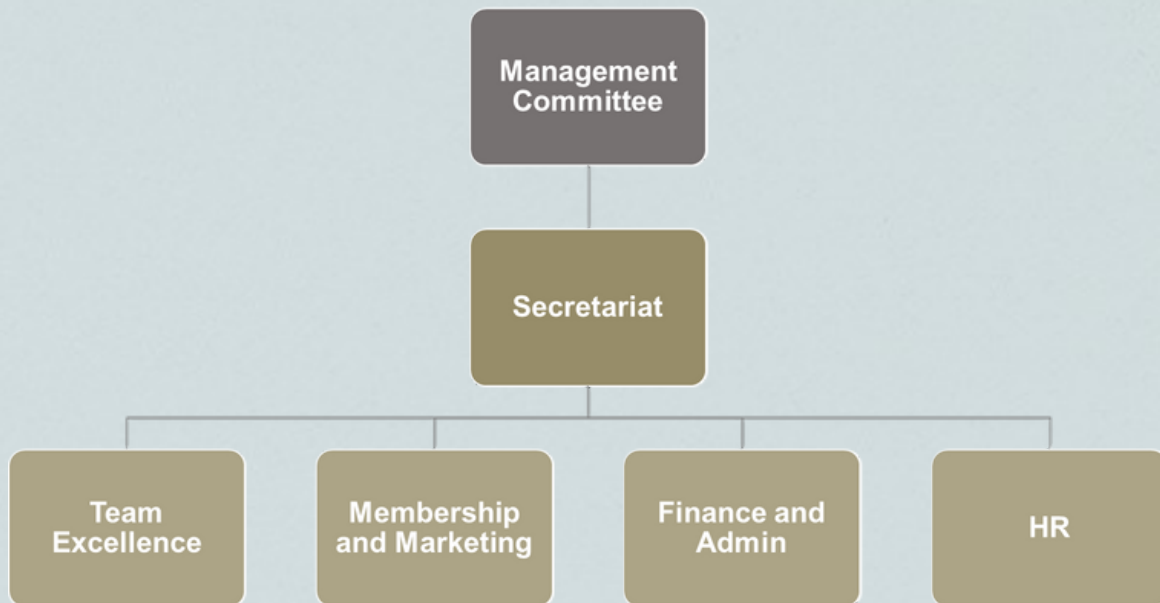 Management
Committee
Secretariat
Team
Excellence
Membership
and Marketing
Finance and
Admin
HR